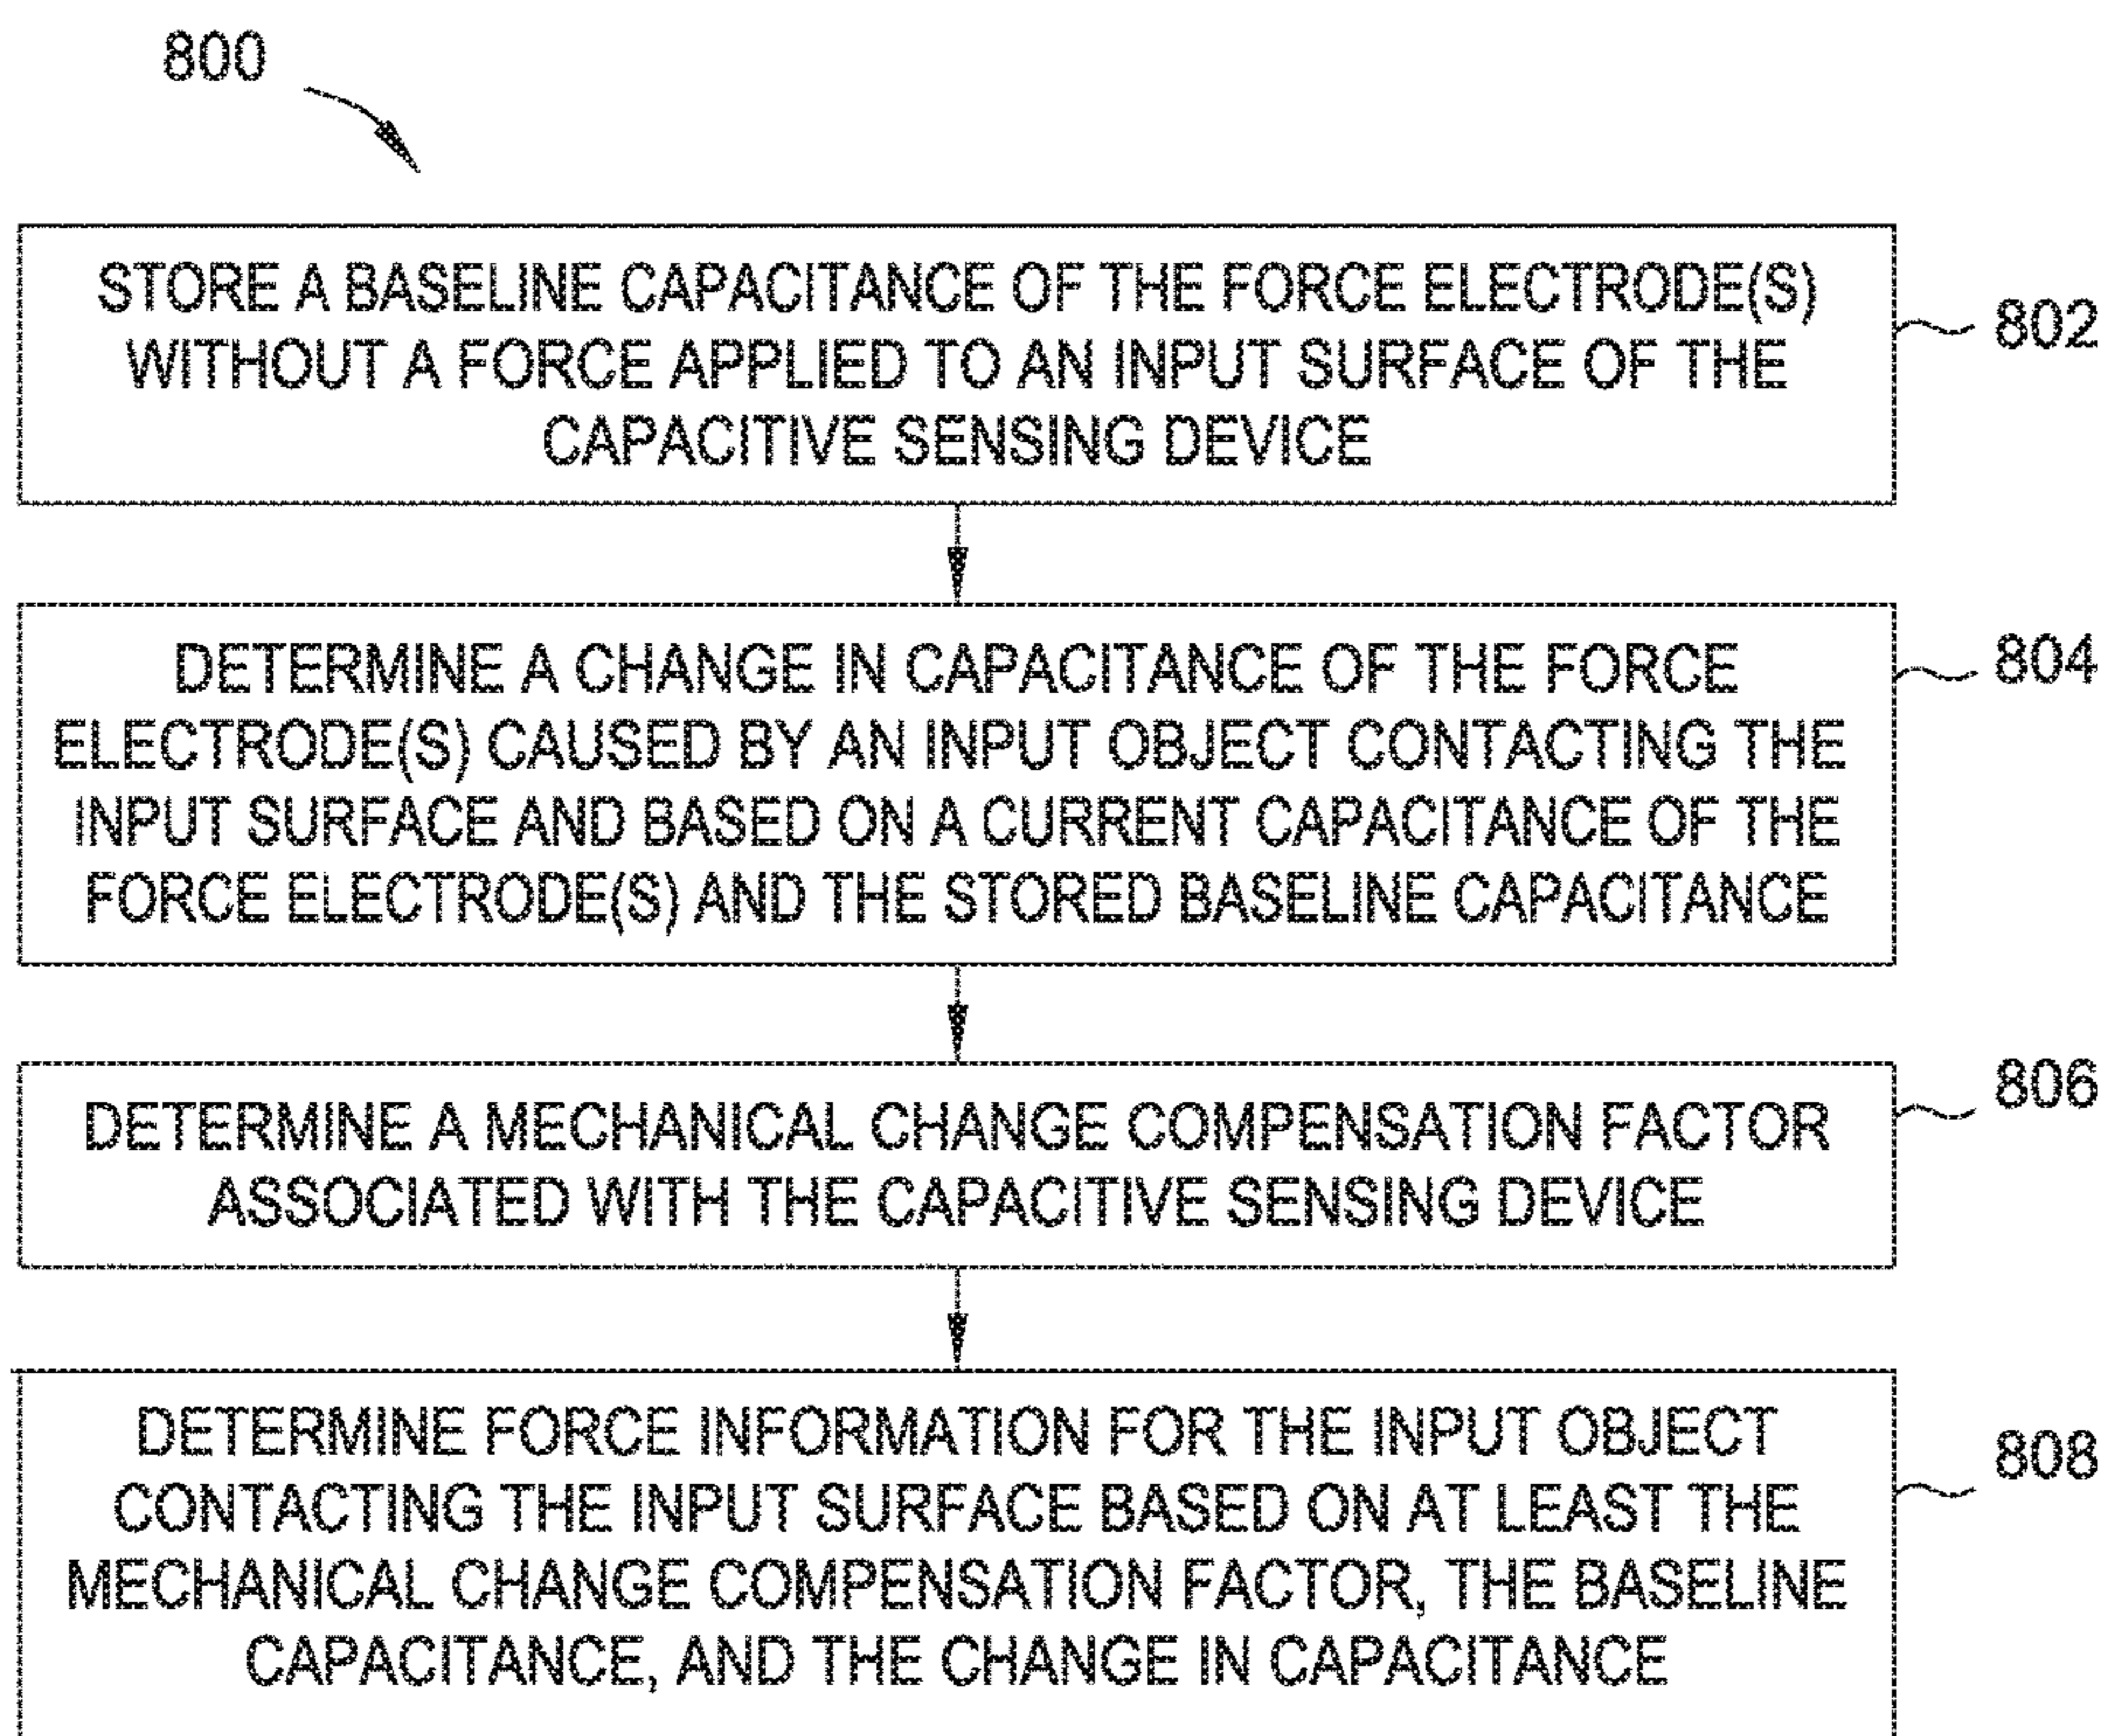 800
STORE A BASELINE CAPACITANCE OF THE FORCE ELECTRODE(S)
WITHOUT A FORCE APPLIED TO AN INPUT SURFACE OF THE
CAPACITIVE SENSING DEVICE
802
DETERMINE A CHANGE IN CAPACITANCE OF THE FORCE
ELECTRODE(S) CAUSED BY AN INPUT OBJECT CONTACTING THE
INPUT SURFACE AND BASED ON A CURRENT CAPACITANCE OF THE
FORCE ELECTRODE(S) AND THE STORED BASELINE CAPACITANCE
804
DETERMINE A MECHANICAL CHANGE COMPENSATION FACTOR
ASSOCIATED WITH THE CAPACITIVE SENSING DEVICE
806
DETERMINE FORCE INFORMATION FOR THE INPUT OBJECT
CONTACTING THE INPUT SURFACE BASED ON AT LEAST THE
MECHANICAL CHANGE COMPENSATION FACTOR, THE BASELINE
CAPACITANCE, AND THE CHANGE IN CAPACITANCE
808